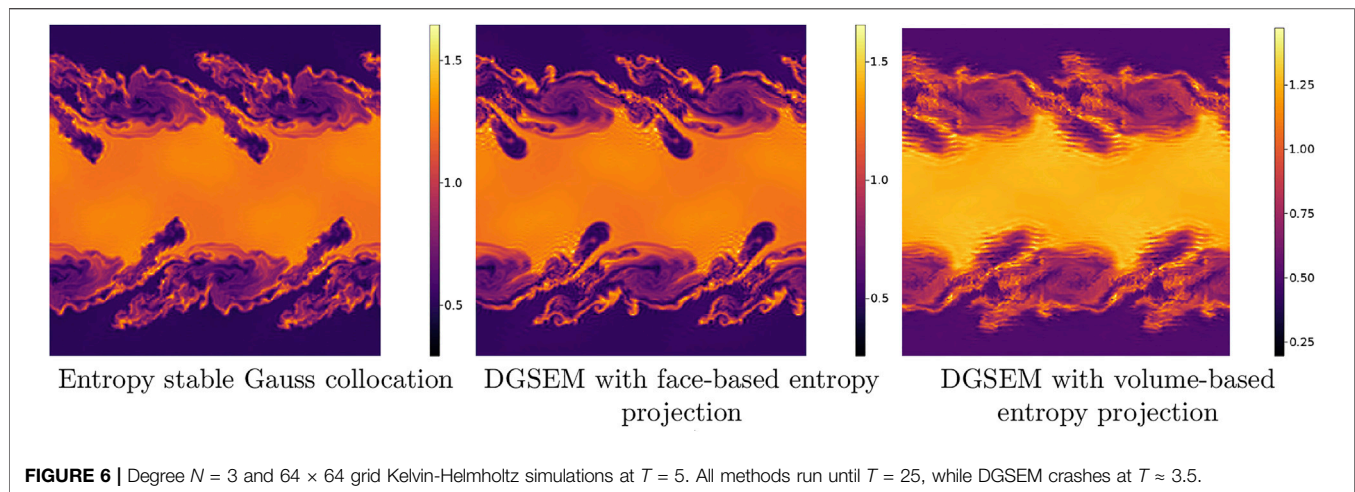 1.5
1.0
0.5
1.5
1.0
0.5
1.25
1.00
0.75
0.50
0.25
Entropy stable Gauss collocation
DGSEM with face-based entropy
projection
DGSEM with volume-based
entropy projection
FIGURE 6 | Degree N = 3 and 64 × 64 grid Kelvin-Helmholtz simulations at T = 5. All methods run until T = 25, while DGSEM crashes at T ≈ 3.5.